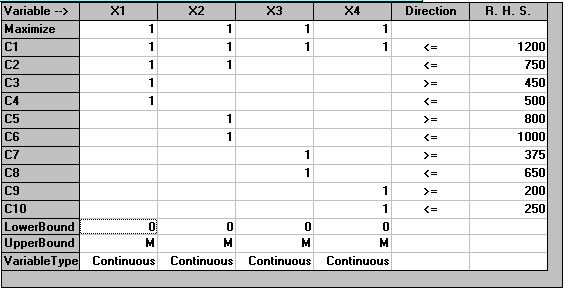 Variable --> X1 X2 X3 X4 Direction R. H. S.
Maximize 1 1 1 1
C1 1 1 1 1 <= 1200
C2 1 1 <= 750
C3 1 >= 450
C4 1 <= 500
C5 1 >= 800
C6 1 <= 1000
C7 1 >= 375
C8 1 <= 650
C9 1 >= 200
C10 1 <= 250
LowerBound 0 0 0 0
UpperBound M M M M
VariableType Continuous Continuous Continuous Continuous